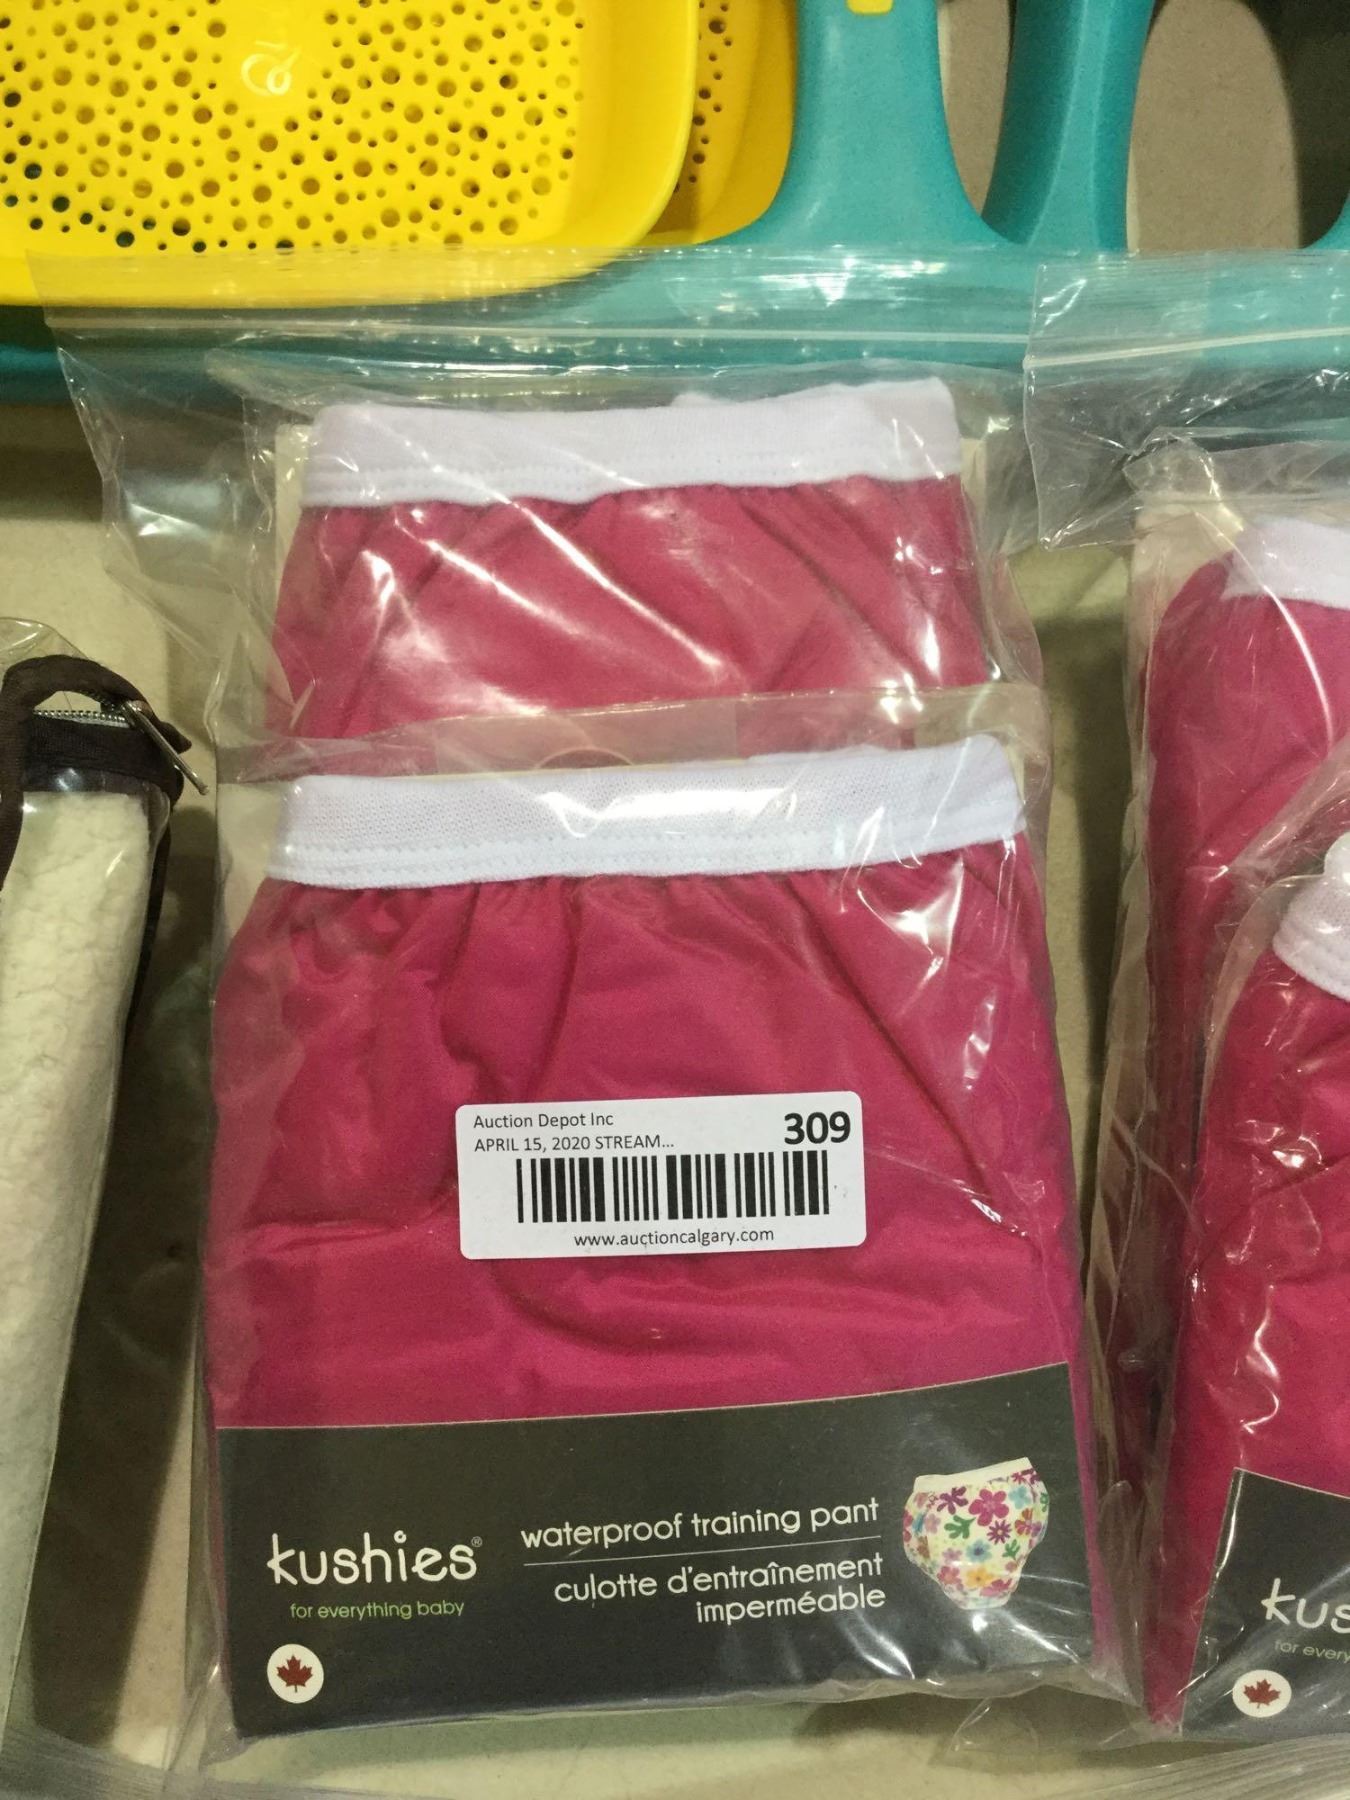 Auction Depot Inc
309
APRIL 15, 2020 STREAM...
www.auctioncalgary.com
kushies®
for everything baby
waterproof training pant
culotte d'entraînement
imperméable
kus
for every